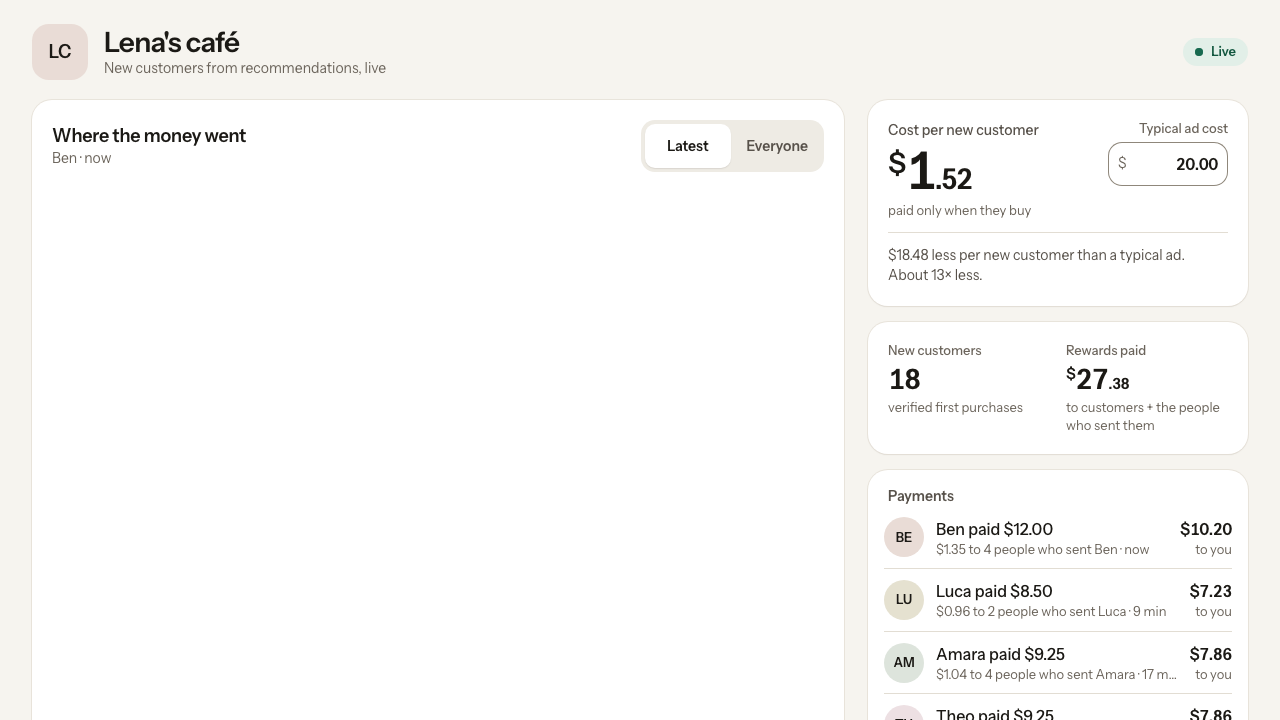 LC
Lena's café
New customers from recommendations, live
Live
Where the money went
Ben · now
Latest
Everyone
Cost per new customer
$1.52
paid only when they buy
Typical ad cost
$ 20.00
$18.48 less per new customer than a typical ad.
About 13× less.
New customers
18
verified first purchases
Rewards paid
$27.38
to customers + the people
who sent them
Payments
BE
Ben paid $12.00
$10.20
$1.35 to 4 people who sent Ben · now
to you
LU
Luca paid $8.50
$7.23
$0.96 to 2 people who sent Luca · 9 min
to you
AM
Amara paid $9.25
$7.86
$1.04 to 4 people who sent Amara · 17 m...
to you
Theo paid $9.25
$7.86